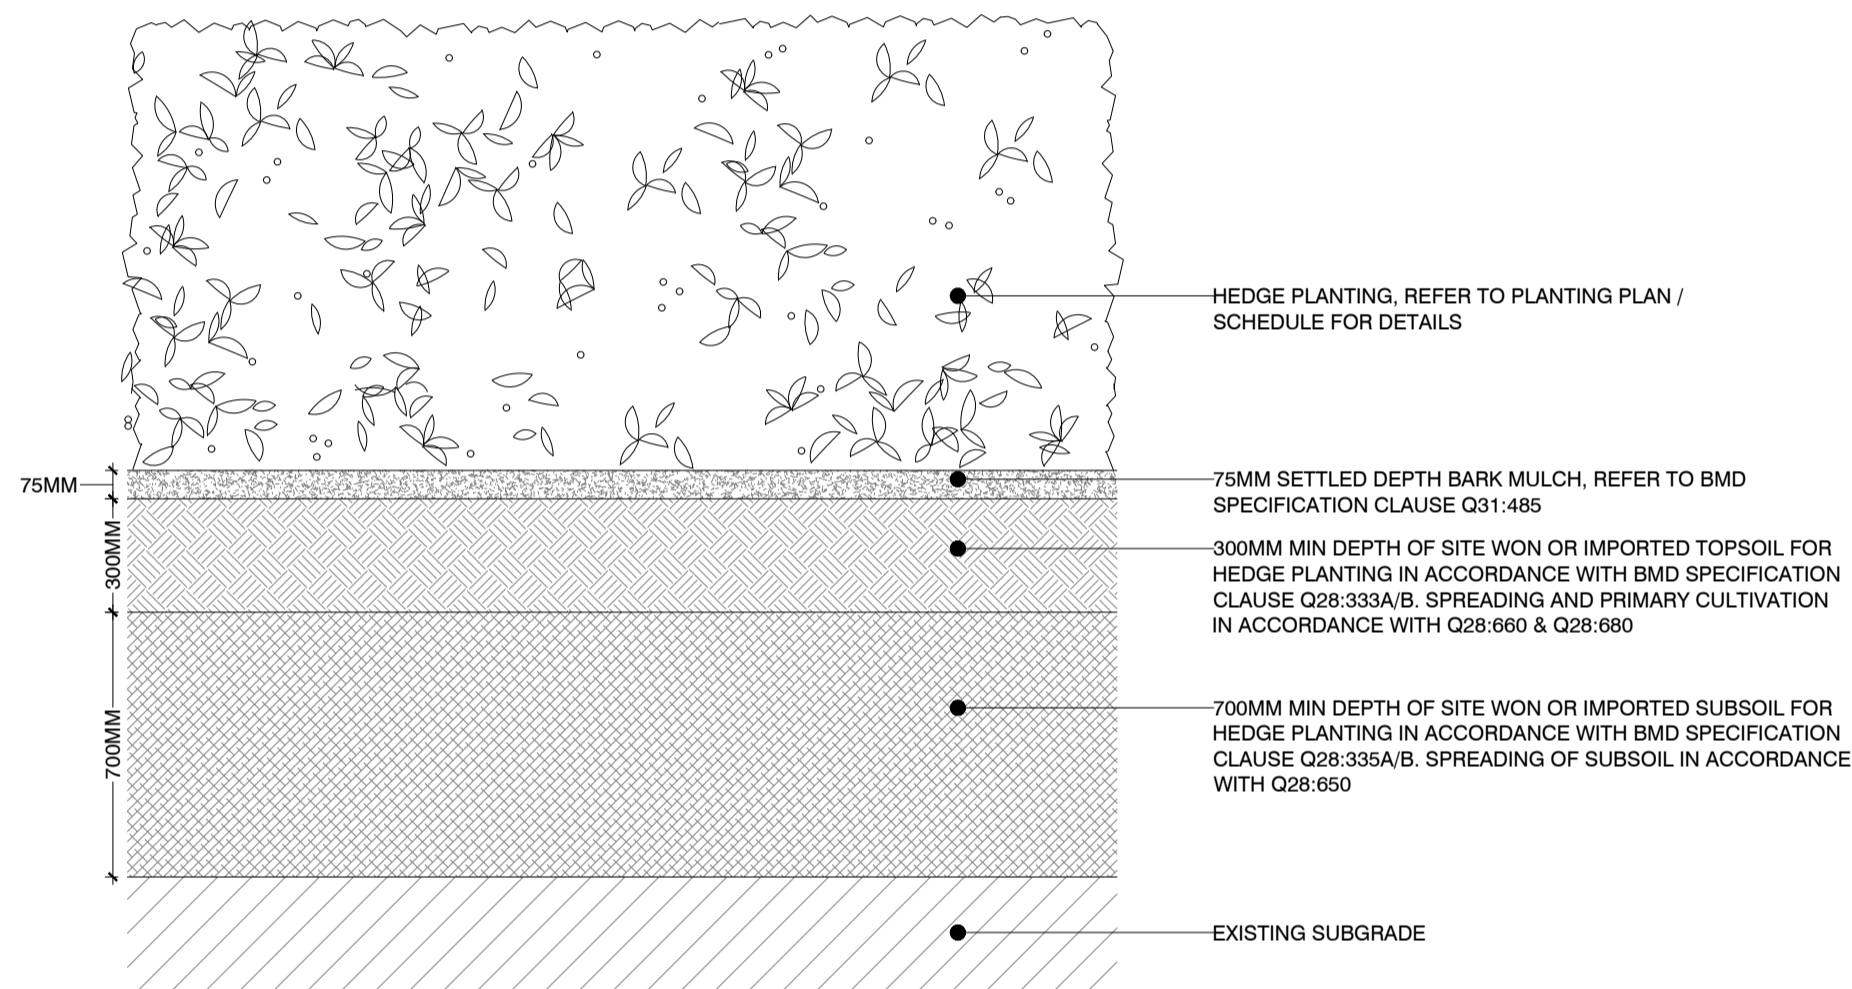 HEDGE PLANTING, REFER TO PLANTING PLAN /
SCHEDULE FOR DETAILS
75MM
75MM SETTLED DEPTH BARK MULCH, REFER TO BMD
SPECIFICATION CLAUSE Q31:485
300MM
300MM MIN DEPTH OF SITE WON OR IMPORTED TOPSOIL FOR
HEDGE PLANTING IN ACCORDANCE WITH BMD SPECIFICATION
CLAUSE Q28:333A/B. SPREADING AND PRIMARY CULTIVATION
IN ACCORDANCE WITH Q28:660 & Q28:680
700MM
700MM MIN DEPTH OF SITE WON OR IMPORTED SUBSOIL FOR
HEDGE PLANTING IN ACCORDANCE WITH BMD SPECIFICATION
CLAUSE Q28:335A/B. SPREADING OF SUBSOIL IN ACCORDANCE
WITH Q28:650
EXISTING SUBGRADE